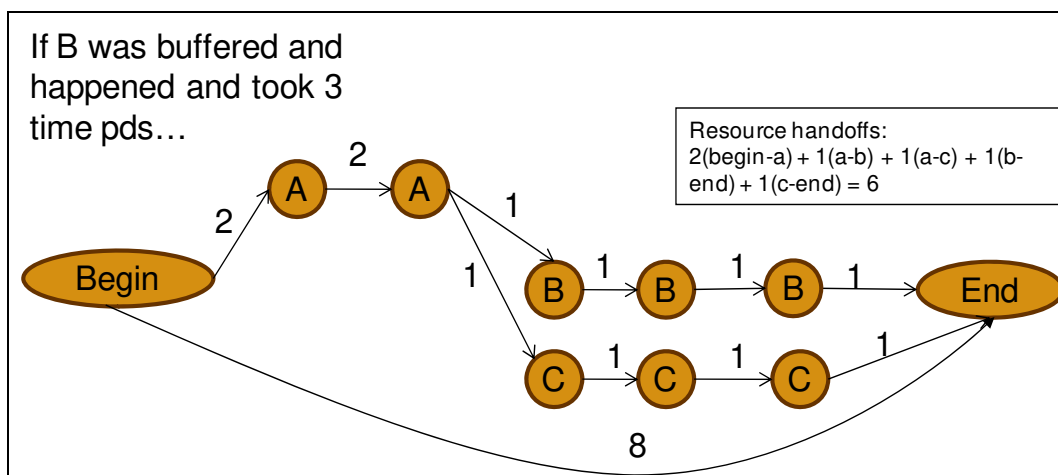 If B was buffered and
happened and took 3
time pds…
Resource handoffs:
2(begin-a) + 1(a-b) + 1(a-c) + 1(b-
end) + 1(c-end) = 6
2
A
A
2
1
1
Begin
B
1
B
1
B
1
End
C
1
C
1
C
1
8